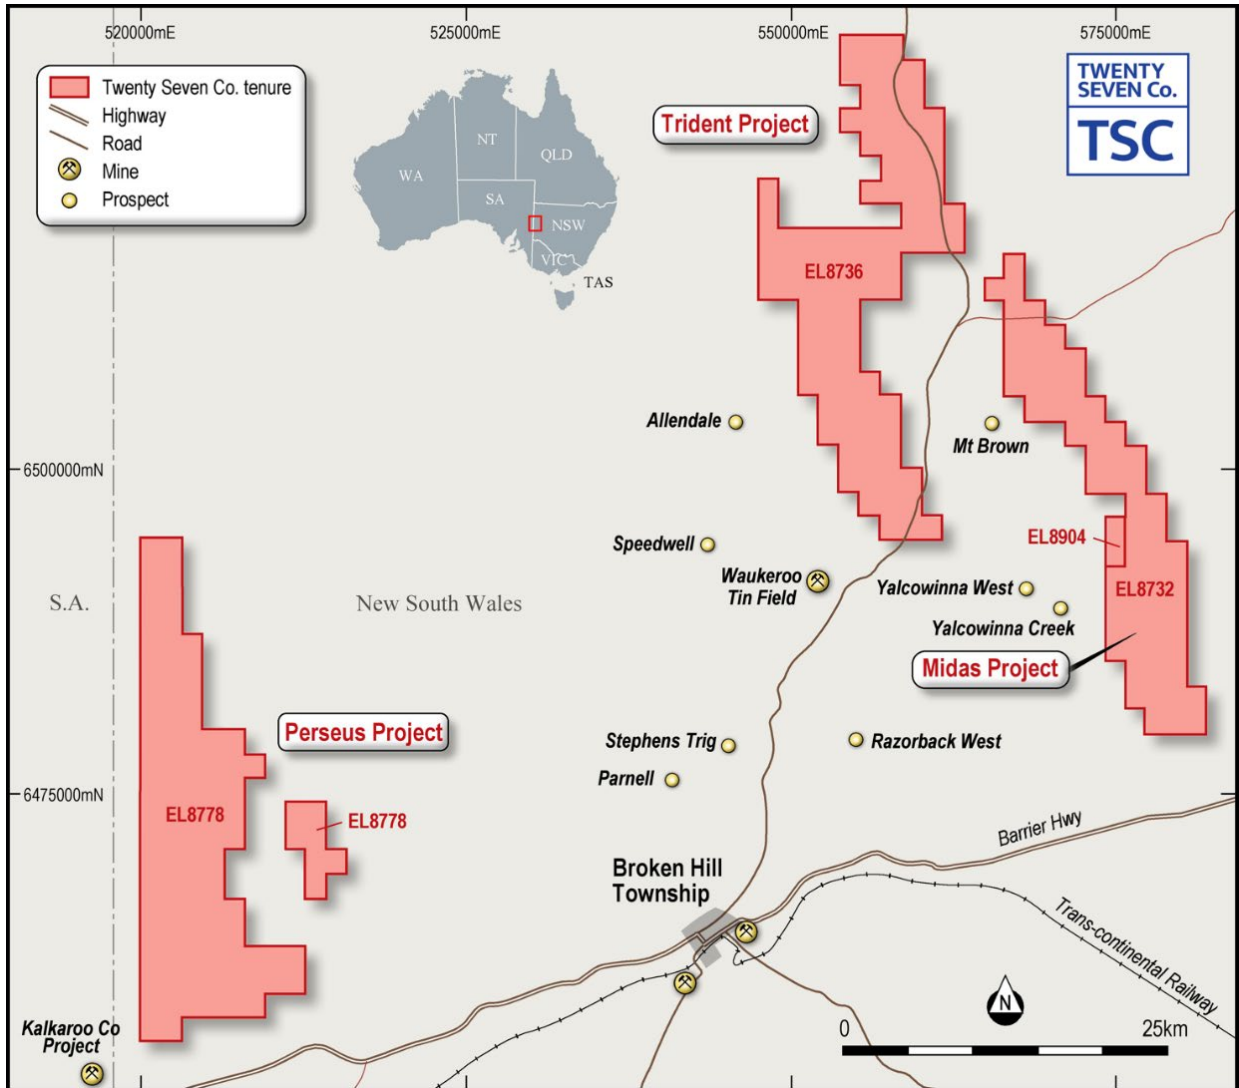 520000mE
525000mE
550000mE
575000mE
Twenty Seven Co. tenure
Highway
Road
Mine
Prospect
WA
NT
QLD
SA
NSW
VIC
TAS
Trident Project
TWENTY
SEVEN Co.
TSC
EL8736
Allendale
Mt Brown
6500000mN
Speedwell
EL8904
Waukeroo
Tin Field
Yalcowinna West
EL8732
S.A.
New South Wales
Yalcowinna Creek
Midas Project
Perseus Project
Stephens Trig
Razorback West
Parnell
6475000mN
EL8778
EL8778
Barrier Hwy
Broken Hill
Township
Trans-continental Railway
N
Kalkaroo Co
Project
0
25km